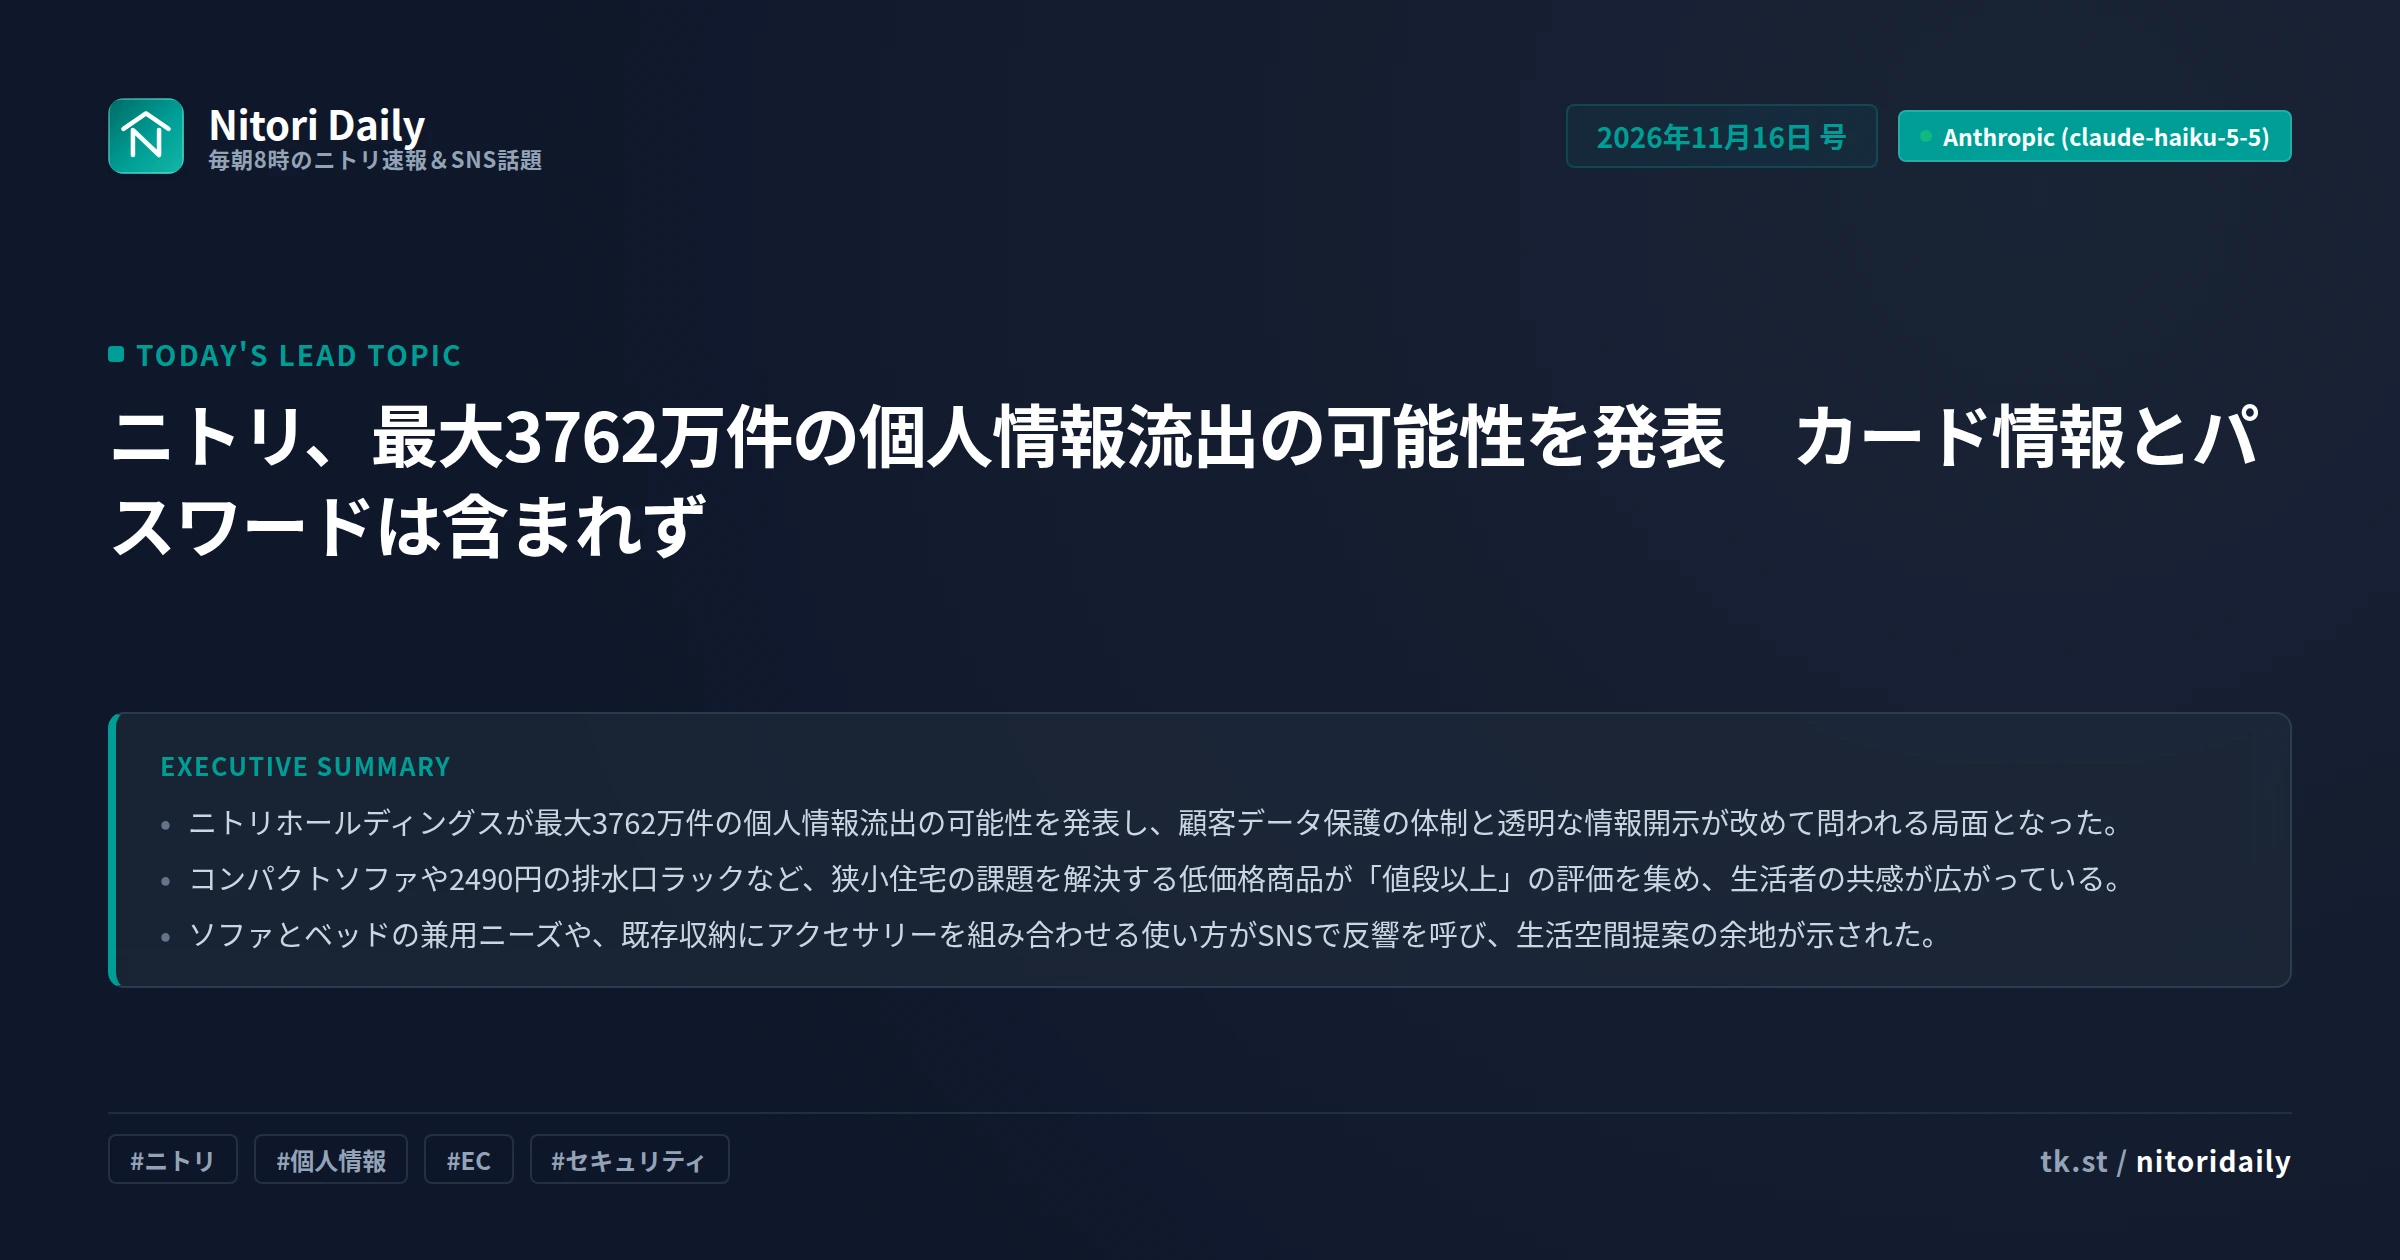 Nitori Daily
毎朝8時のニトリ速報＆SNS話題
2026年11月16日 号
Anthropic (claude-haiku-5-5)
TODAY'S LEAD TOPIC
ニトリ、最大3762万件の個人情報流出の可能性を発表　カード情報とパ
スワードは含まれず
EXECUTIVE SUMMARY
• ニトリホールディングスが最大3762万件の個人情報流出の可能性を発表し、顧客データ保護の体制と透明な情報開示が改めて問われる局面となった。
• コンパクトソファや2490円の排水口ラックなど、狭小住宅の課題を解決する低価格商品が「値段以上」の評価を集め、生活者の共感が広がっている。
• ソファとベッドの兼用ニーズや、既存収納にアクセサリーを組み合わせる使い方がSNSで反響を呼び、生活空間提案の余地が示された。
#ニトリ
#個人情報
#EC
#セキュリティ
tk.st / nitoridaily